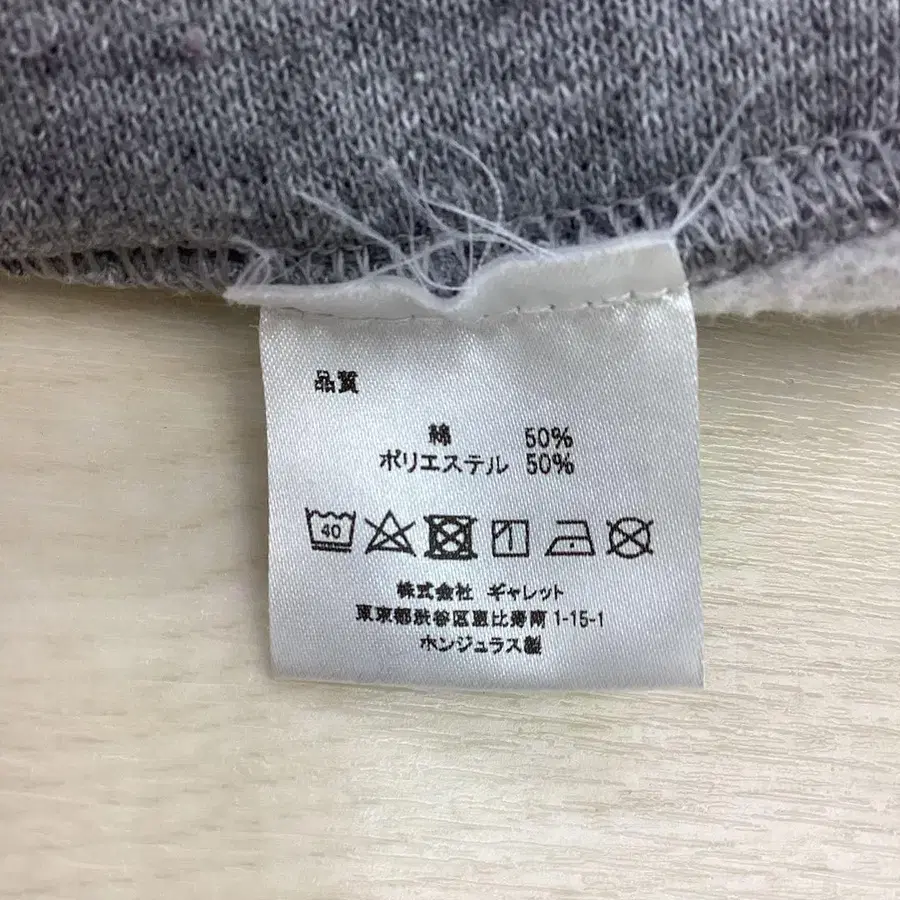 品質
綿 50%
ポリエステル 50%
40
株式会社 ギャレット
東京都渋谷区恵比寿南 1-15-1
ホンジュラス製